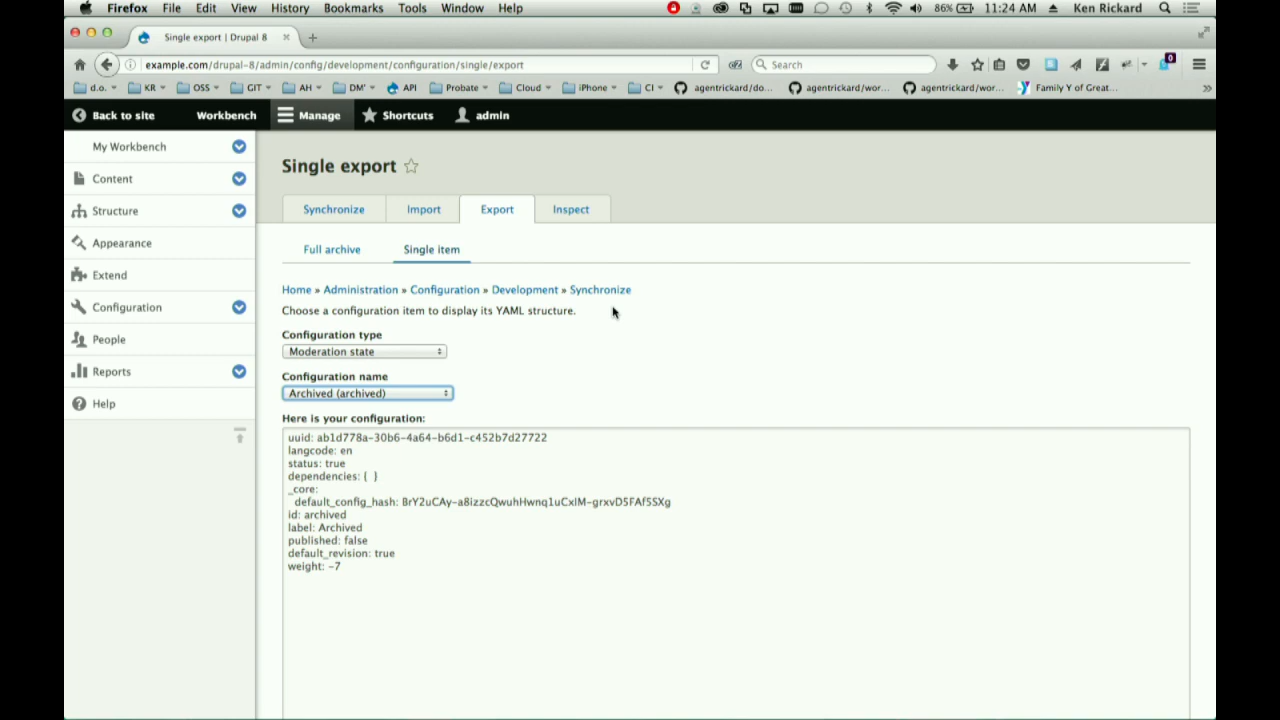 Firefox File Edit View History Bookmarks Tools Window Help 86% 11:24 AM Ken Rickard
Single export | Drupal 8
example.com/drupal-8/admin/config/development/configuration/single/export Search 0
d.o. KR OSS GIT AH DM' API Probate Cloud iPhone CI agentrickard/do... agentrickard/wor... agentrickard/wor... Family Y of Great...
Back to site Workbench Manage Shortcuts admin
My Workbench
Content
Structure
Appearance
Extend
Configuration
People
Reports
Help
Single export
Synchronize Import Export Inspect
Full archive Single item
Home » Administration » Configuration » Development » Synchronize
Choose a configuration item to display its YAML structure.
Configuration type
Moderation state
Configuration name
Archived (archived)
Here is your configuration:
uuid: ab1d778a-30b6-4a64-b6d1-c452b7d27722
langcode: en
status: true
dependencies: { }
_core:
default_config_hash: BrY2uCAy-a8izzcQwuhHwnq1uCxIM-grxvD5FAf5SXg
id: archived
label: Archived
published: false
default_revision: true
weight: -7